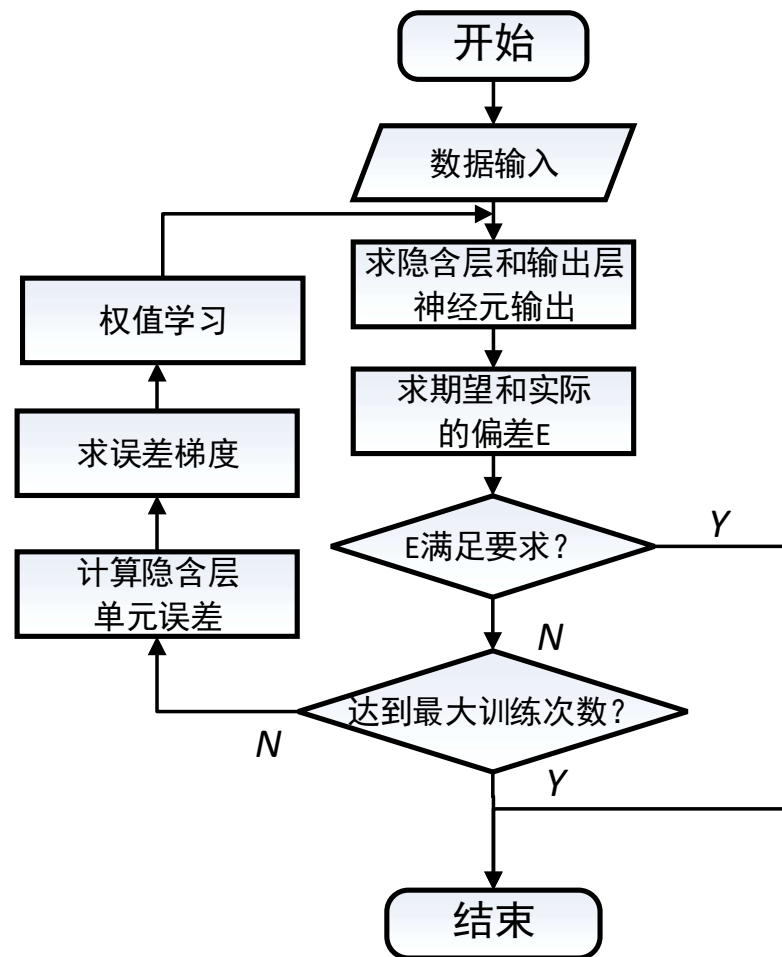 开始
数据输入
求隐含层和输出层
神经元输出
权值学习
求期望和实际
的偏差E
求误差梯度
Y
E满足要求?
计算隐含层
单元误差
N
达到最大训练次数?
N
Y
结束